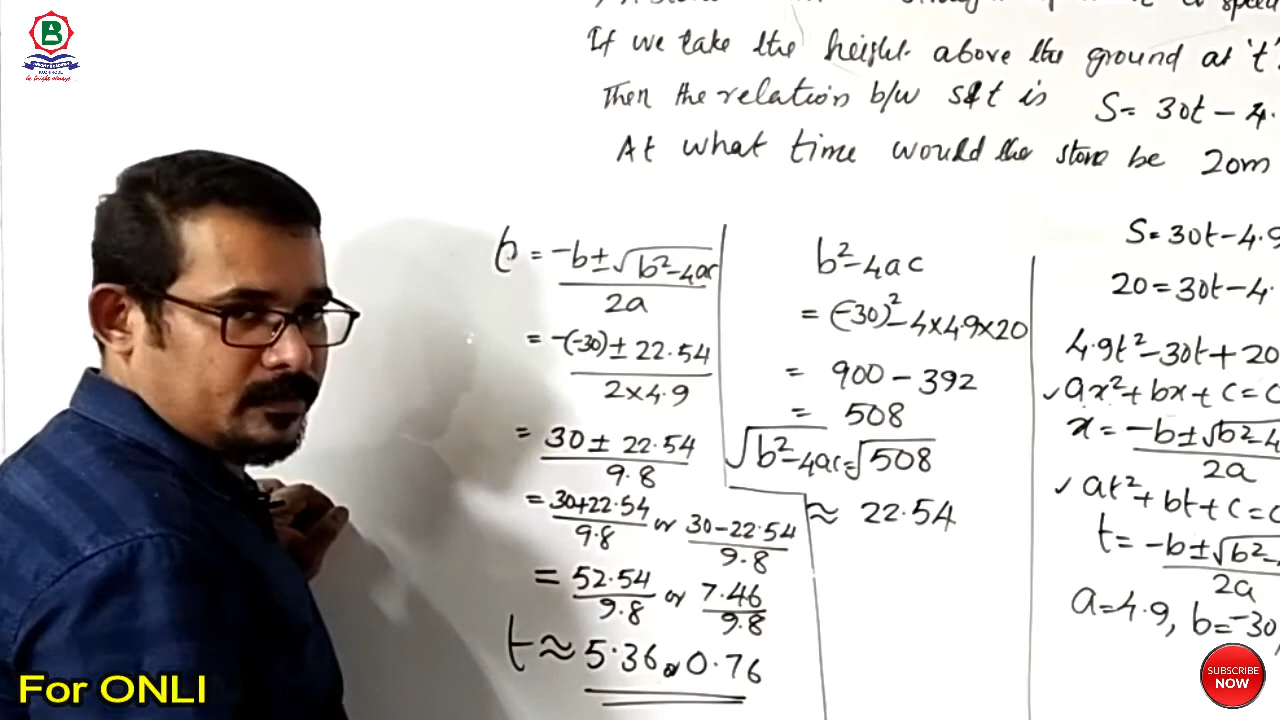 B
If we take the height above the ground at 't'
Then the relation b/w s&t is S= 30t – 4.
At what time would the stone be 20m
t = -b±√b²-4ac
2a
= -(-30)± 22.54
2×4.9
= 30± 22.54
9.8
= 30+22.54 or 30-22.54
9.8 9.8
= 52.54 or 7.46
9.8 9.8
t ≈ 5.36 or 0.76
b²-4ac
= (-30)²-4×4.9×20
= 900 - 392
= 508
√b²-4ac = √508
≈ 22.54
S= 30t-4.9
20 = 30t-4.
4.9t²-30t+20
✓ax²+bx+c=0
x = -b±√b²-4
2a
✓at²+bt+c=0
t= -b±√b²-
2a
a=4.9, b=-30
For ONLI
SUBSCRIBE
NOW